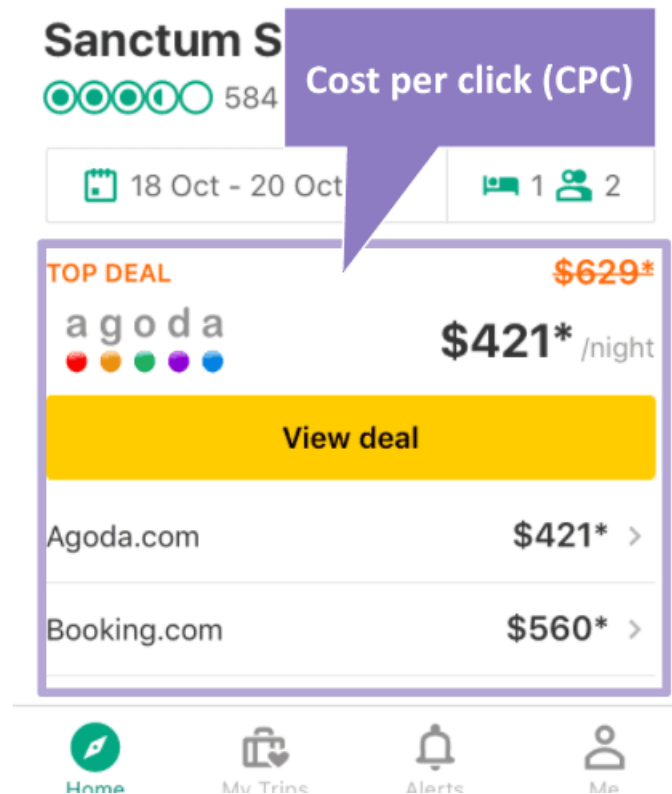 Sanctum S
Cost per click (CPC)
584
18 Oct - 20 Oct
1
2
TOP DEAL
$629*
agoda
$421* /night
View deal
Agoda.com
$421*
Booking.com
$560*
Home
My Trips
Alerts
Me